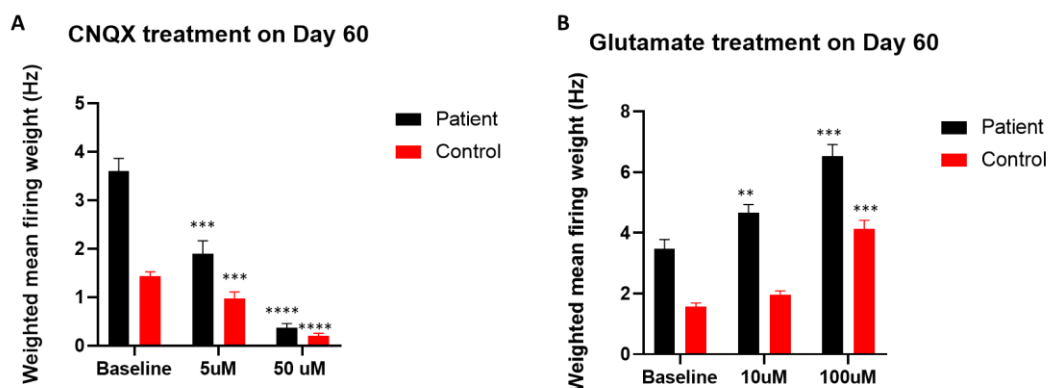 A
CNQX treatment on Day 60
Weighted mean firing weight (Hz)
5
4
3
2
1
0
***
***
****
****
Baseline
5uM
50 uM
Patient
Control
B
Glutamate treatment on Day 60
Weighted mean firing weight (Hz)
8
6
4
2
0
**
***
***
Baseline
10uM
100uM
Patient
Control